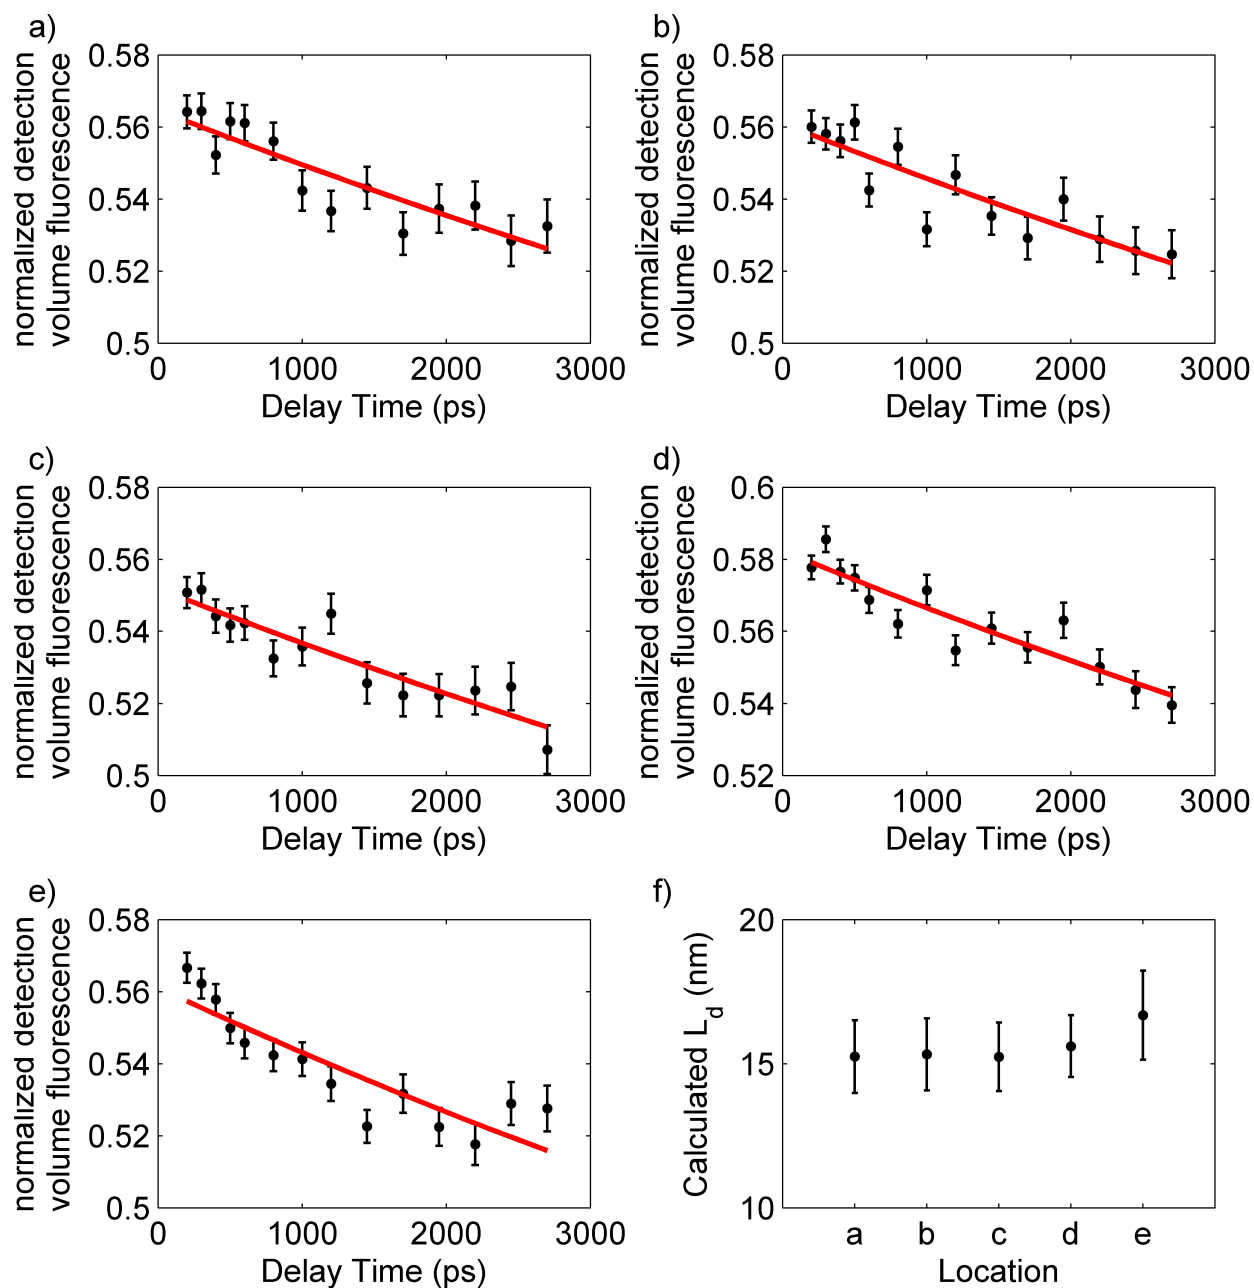 a)
normalized detection
volume fluorescence
0.58
0.56
0.54
0.52
0.5
0 1000 2000 3000
Delay Time (ps)
b)
normalized detection
volume fluorescence
0.58
0.56
0.54
0.52
0.5
0 1000 2000 3000
Delay Time (ps)
c)
normalized detection
volume fluorescence
0.58
0.56
0.54
0.52
0.5
0 1000 2000 3000
Delay Time (ps)
d)
normalized detection
volume fluorescence
0.6
0.58
0.56
0.54
0.52
0 1000 2000 3000
Delay Time (ps)
e)
normalized detection
volume fluorescence
0.58
0.56
0.54
0.52
0.5
0 1000 2000 3000
Delay Time (ps)
f)
Calculated L_d (nm)
20
15
10
a b c d e
Location